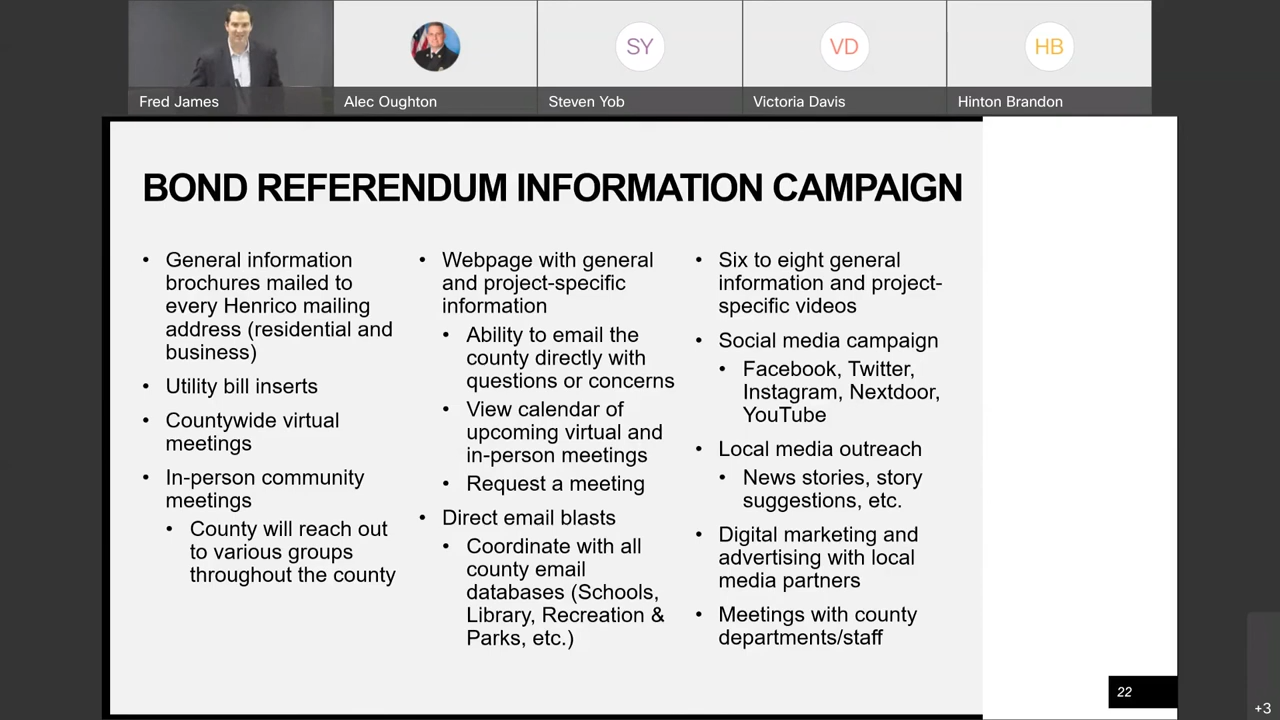 SY
VD
HB
Fred James
Alec Oughton
Steven Yob
Victoria Davis
Hinton Brandon
BOND REFERENDUM INFORMATION CAMPAIGN
• General information
brochures mailed to
every Henrico mailing
address (residential and
business)
• Utility bill inserts
• Countywide virtual
meetings
• In-person community
meetings
• County will reach out
to various groups
throughout the county
• Webpage with general
and project-specific
information
• Ability to email the
county directly with
questions or concerns
• View calendar of
upcoming virtual and
in-person meetings
• Request a meeting
• Direct email blasts
• Coordinate with all
county email
databases (Schools,
Library, Recreation &
Parks, etc.)
• Six to eight general
information and project-
specific videos
• Social media campaign
• Facebook, Twitter,
Instagram, Nextdoor,
YouTube
• Local media outreach
• News stories, story
suggestions, etc.
• Digital marketing and
advertising with local
media partners
• Meetings with county
departments/staff
22
+3